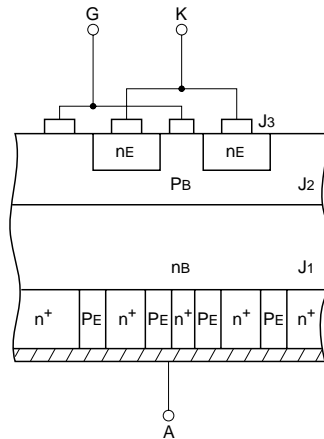 G K
J3
nE nE
PB J2
nB J1
n+ PE n+ PE n+ PE n+ PE n+
A